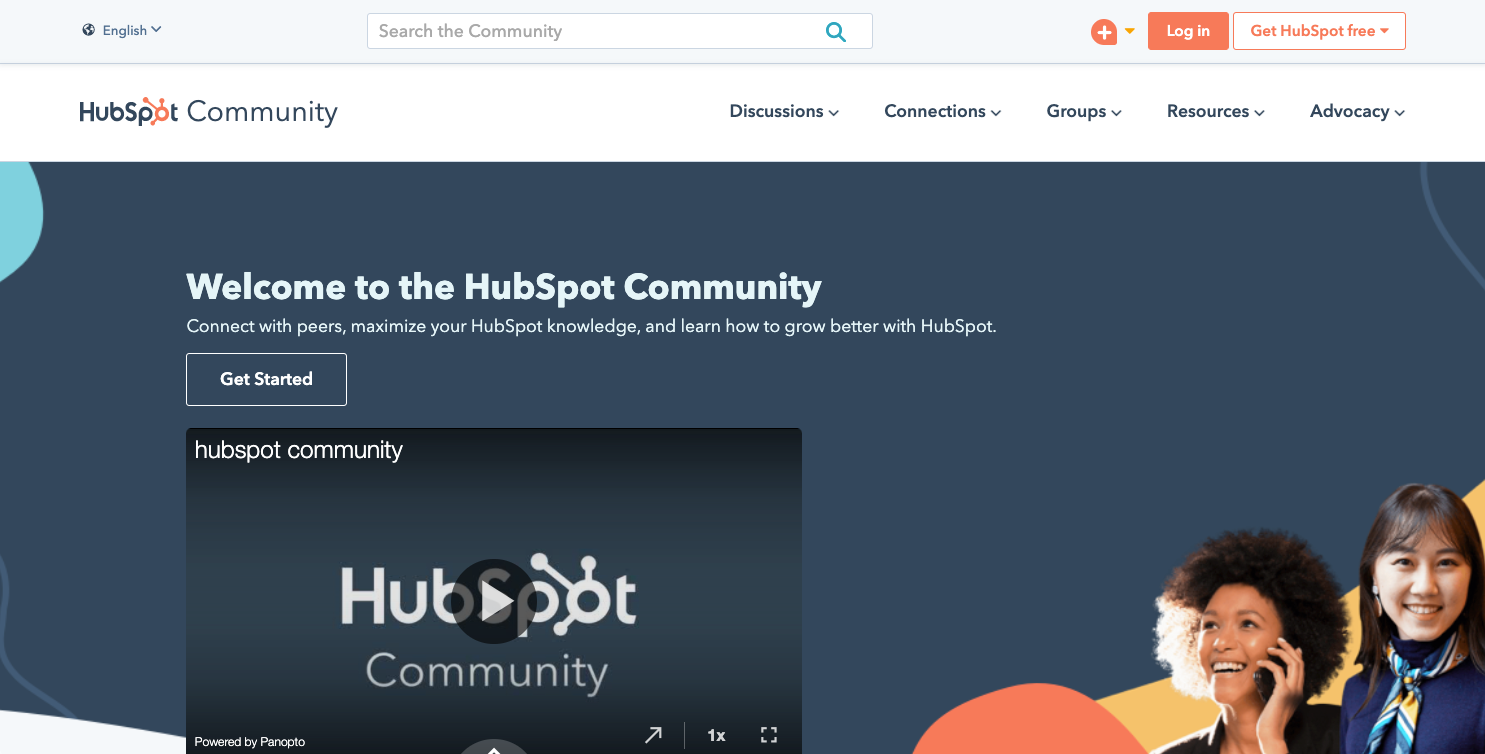 English
Search the Community
Log in
Get HubSpot free
HubSpot Community
Discussions
Connections
Groups
Resources
Advocacy
Welcome to the HubSpot Community
Connect with peers, maximize your HubSpot knowledge, and learn how to grow better with HubSpot.
Get Started
hubspot community
HubSpot
Community
Powered by Panopto
1x